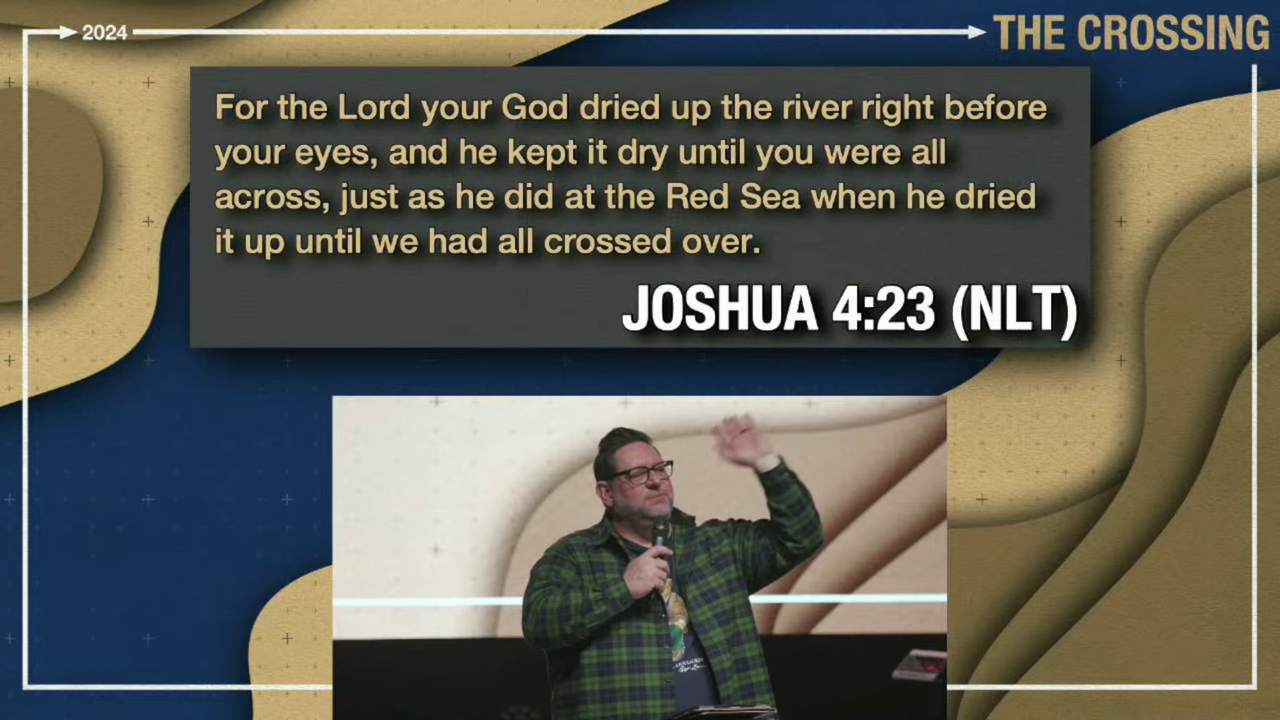 2024
THE CROSSING
For the Lord your God dried up the river right before
your eyes, and he kept it dry until you were all
across, just as he did at the Red Sea when he dried
it up until we had all crossed over.
JOSHUA 4:23 (NLT)